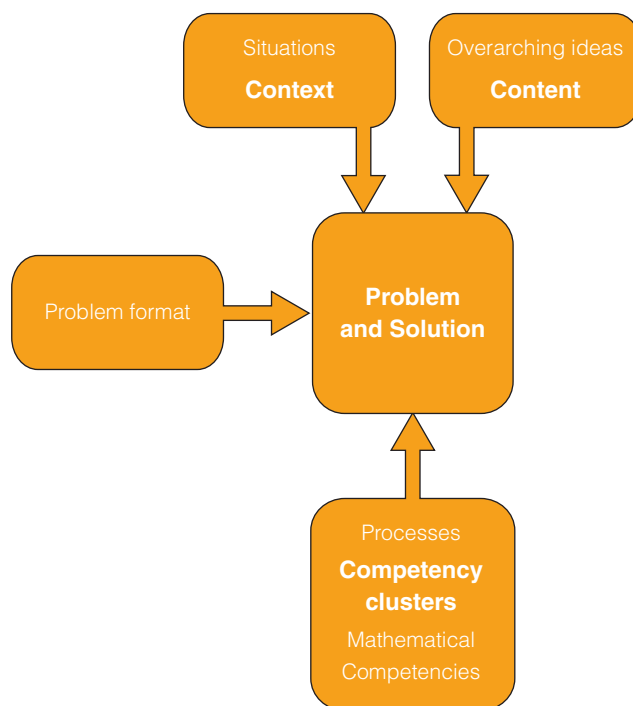 Situations
Context
Overarching ideas
Content
Problem format
Problem
and Solution
Processes
Competency
clusters
Mathematical
Competencies